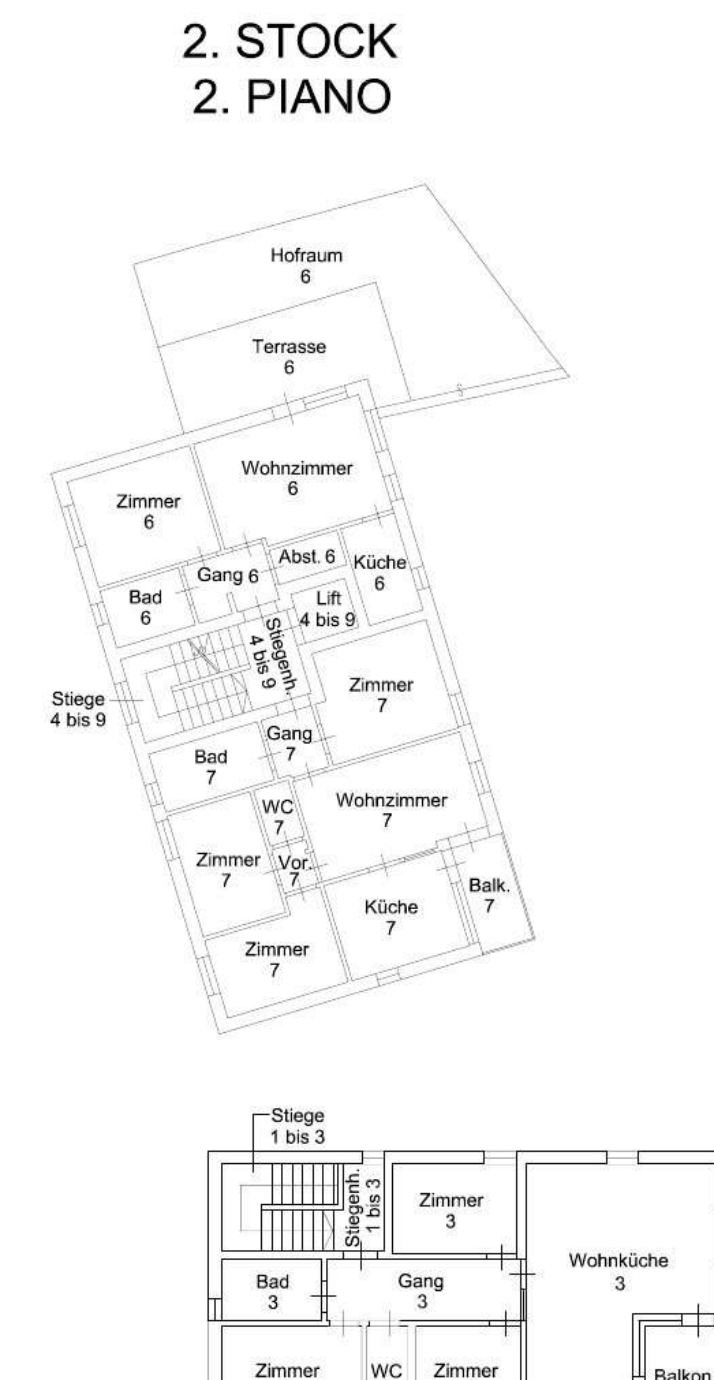 2. STOCK
2. PIANO
Hofraum
6
Terrasse
6
Wohnzimmer
6
Zimmer
6
Abst. 6
Küche
6
Gang 6
Bad
6
Lift
4 bis 9
Stiegenh.
4 bis 9
Stiege
4 bis 9
Zimmer
7
Gang
7
Bad
7
Wohnzimmer
7
WC
7
Zimmer
7
Vor.
7
Balk.
7
Küche
7
Zimmer
7
Stiege
1 bis 3
Stiegenh.
1 bis 3
Zimmer
3
Wohnküche
3
Bad
3
Gang
3
Zimmer
WC
Zimmer
Balkon